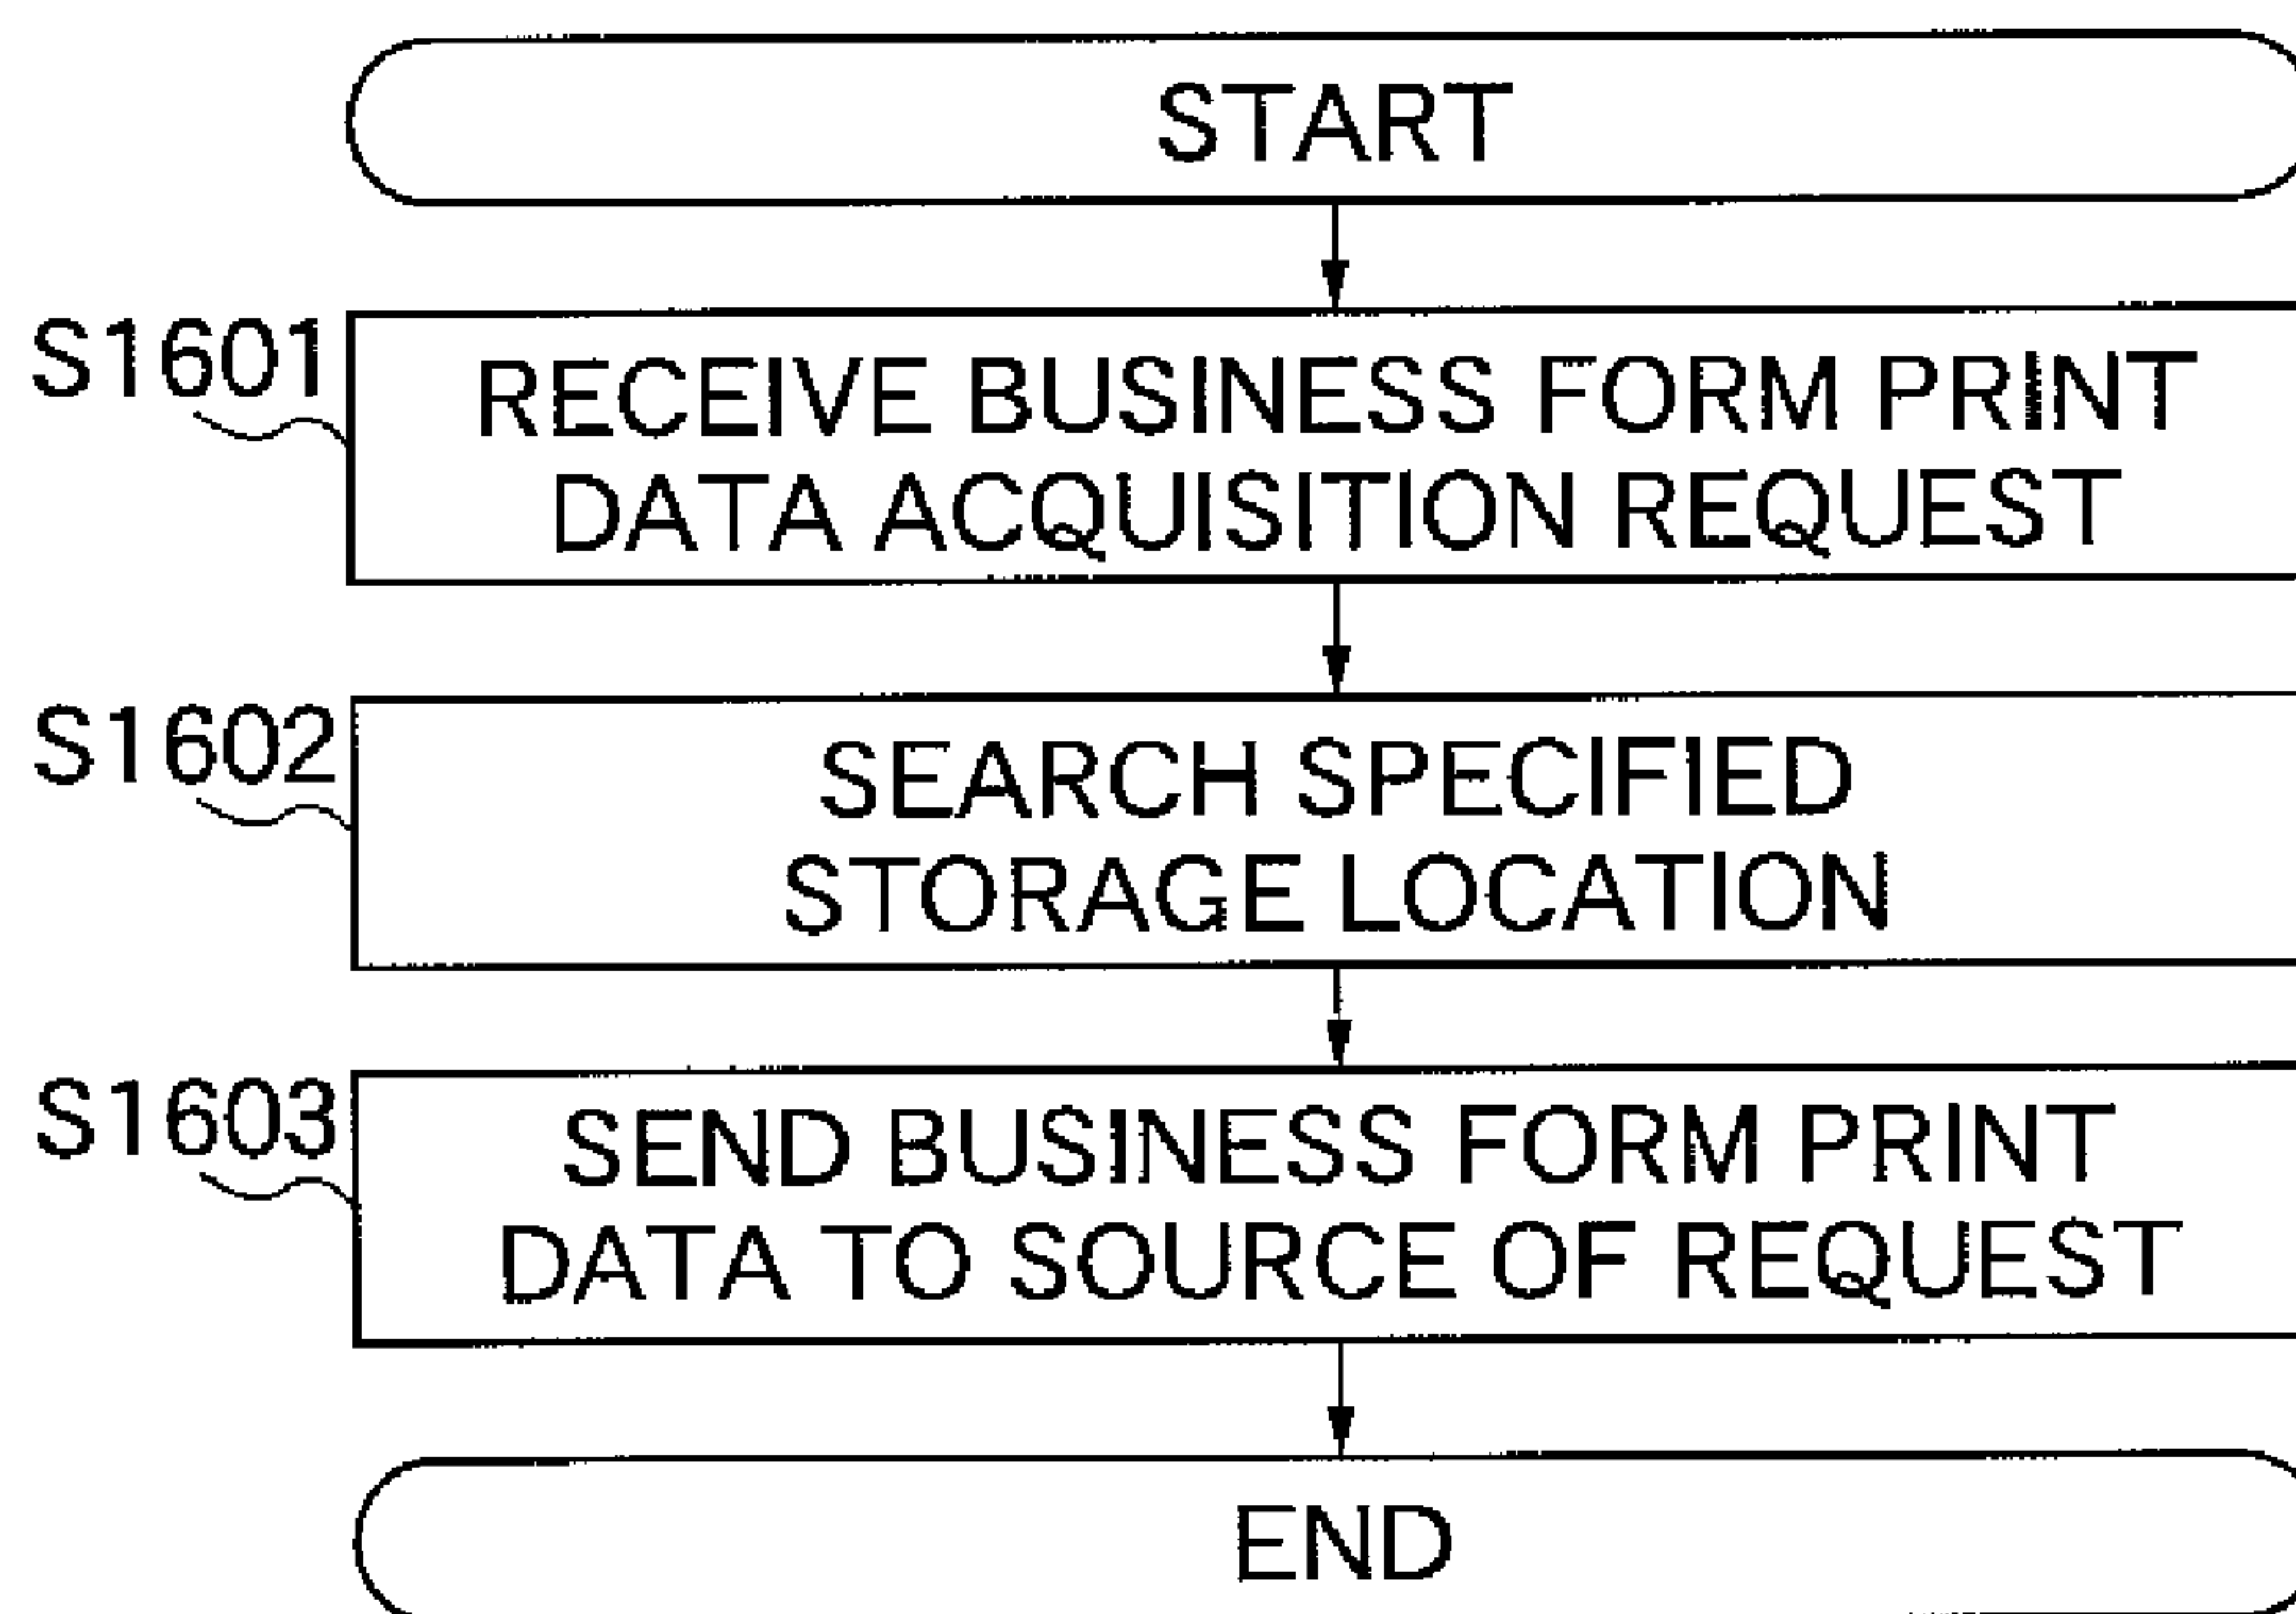 START
S1601
RECEIVE BUSINESS FORM PRINT
DATA ACQUISITION REQUEST
S1602
SEARCH SPECIFIED
STORAGE LOCATION
S1603
SEND BUSINESS FORM PRINT
DATA TO SOURCE OF REQUEST
END